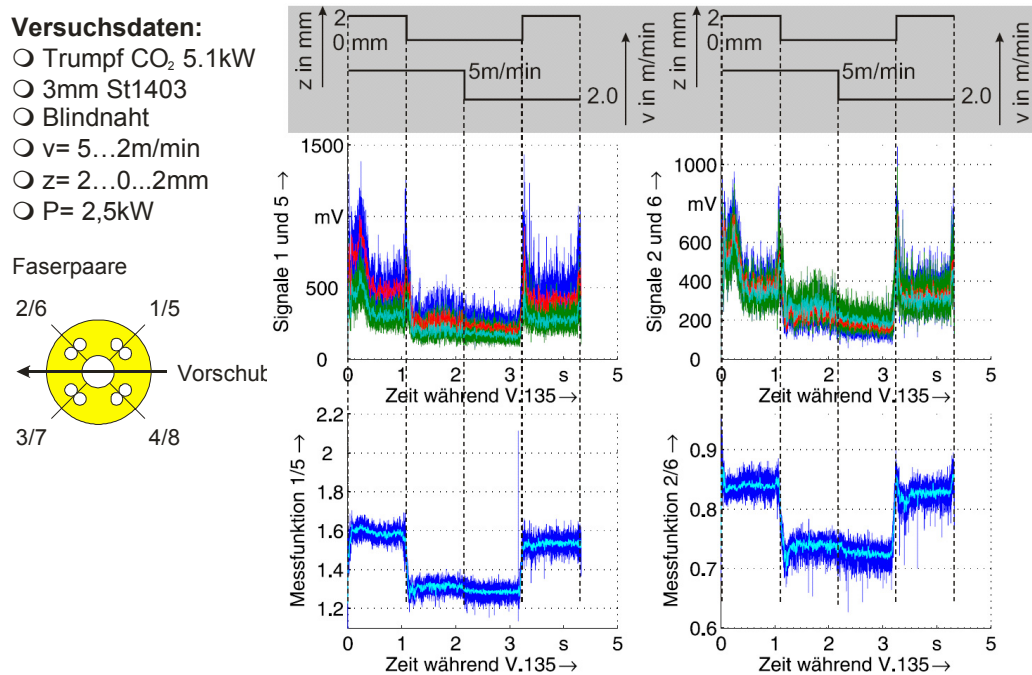 Versuchsdaten:
Trumpf CO₂ 5.1kW
3mm St1403
Blindnaht
v= 5…2m/min
z= 2…0...2mm
P= 2,5kW
Faserpaare
2/6
1/5
Vorschub
3/7
4/8
z in mm
2
0 mm
5m/min
2.0
v in m/min
z in mm
2
0 mm
5m/min
2.0
v in m/min
Signale 1 und 5 →
1500
mV
500
0
0 1 2 3 s 5
Zeit während V.135→
Signale 2 und 6 →
1000
mV
600
400
200
0
0 1 2 3 s 5
Zeit während V.135→
Messfunktion 1/5 →
2.2
2
1.8
1.6
1.4
1.2
0 1 2 3 s 5
Zeit während V.135→
Messfunktion 2/6 →
0.9
0.8
0.7
0.6
0 1 2 3 s 5
Zeit während V.135→